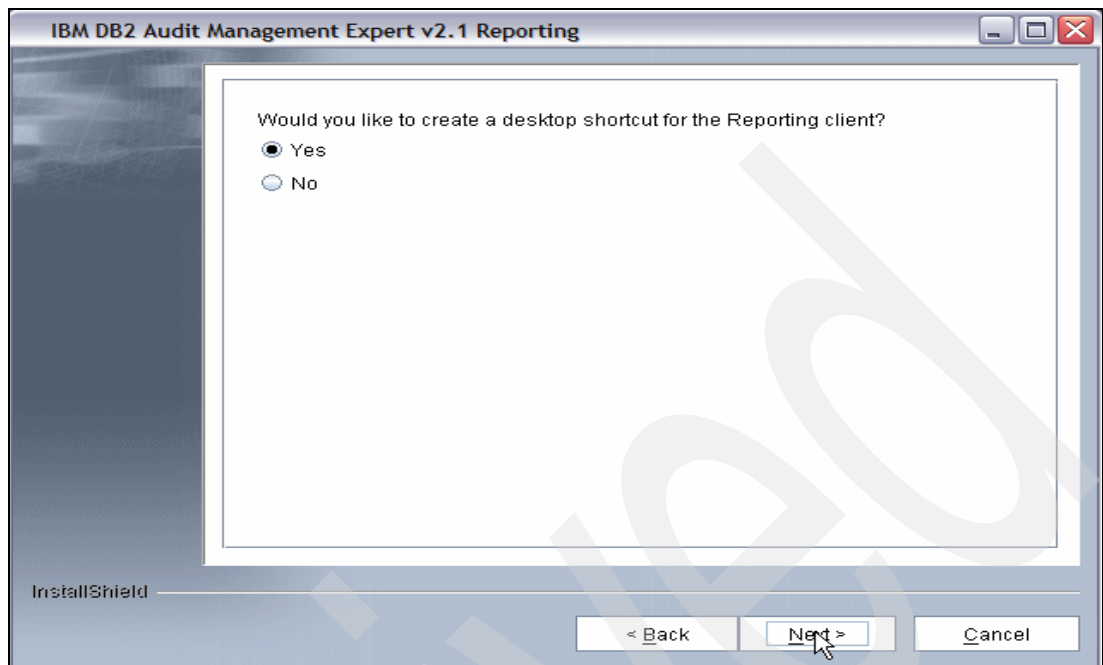 IBM DB2 Audit Management Expert v2.1 Reporting
Would you like to create a desktop shortcut for the Reporting client?
Yes
No
InstallShield
< Back
Next >
Cancel